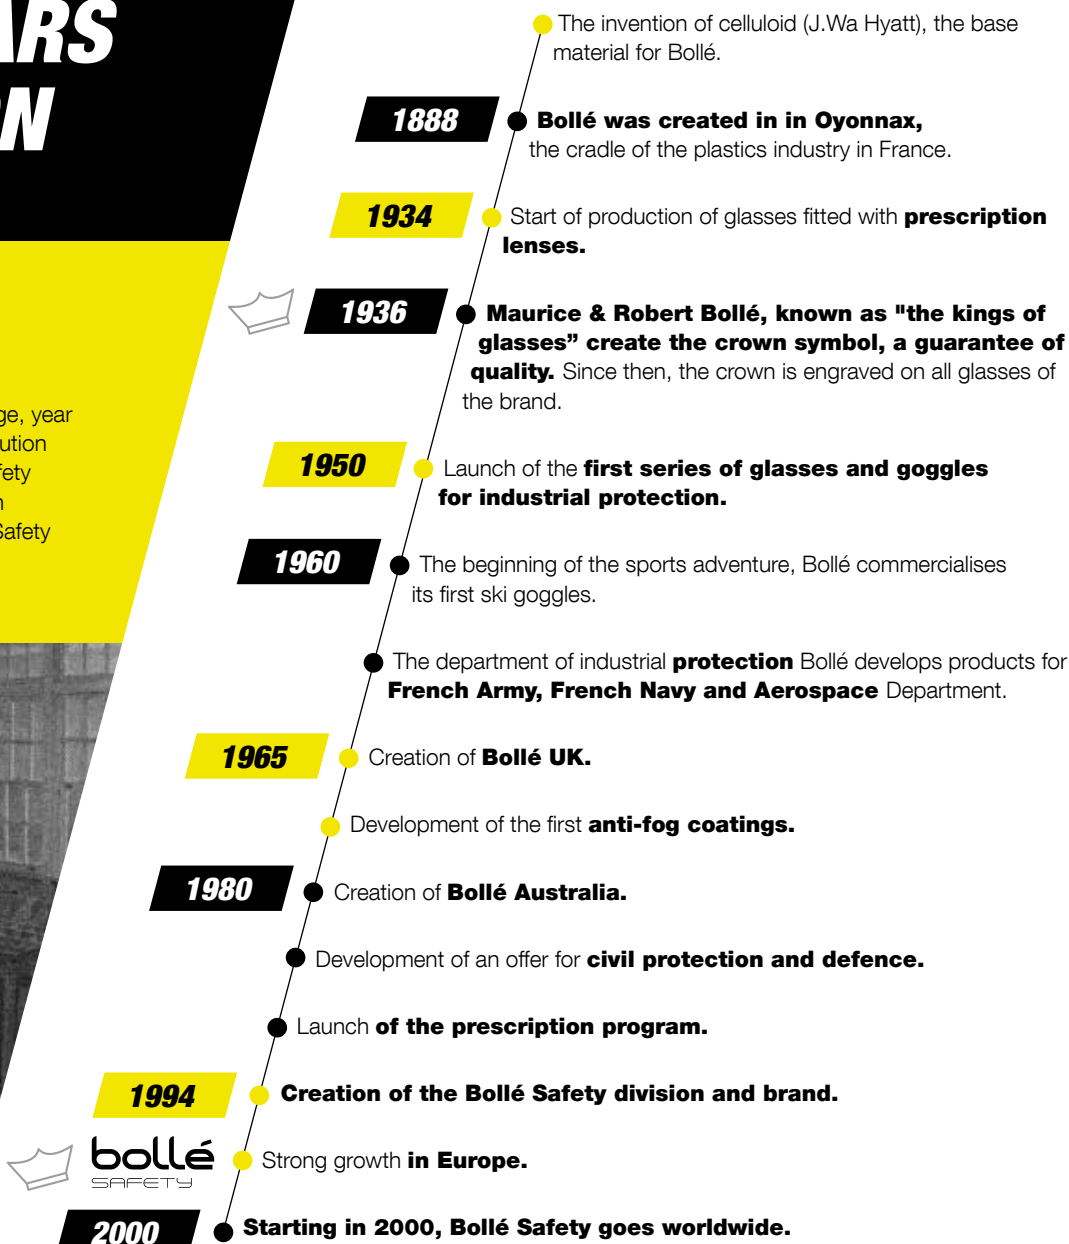 ARS
ON
ge, year
ution
fety
n
Safety
The invention of celluloid (J.Wa Hyatt), the base
material for Bollé.
1888
Bollé was created in in Oyonnax,
the cradle of the plastics industry in France.
1934
Start of production of glasses fitted with prescription
lenses.
1936
Maurice & Robert Bollé, known as "the kings of
glasses” create the crown symbol, a guarantee of
quality. Since then, the crown is engraved on all glasses of
the brand.
1950
Launch of the first series of glasses and goggles
for industrial protection.
1960
The beginning of the sports adventure, Bollé commercialises
its first ski goggles.
The department of industrial protection Bollé develops products for
French Army, French Navy and Aerospace Department.
1965
Creation of Bollé UK.
Development of the first anti-fog coatings.
1980
Creation of Bollé Australia.
Development of an offer for civil protection and defence.
Launch of the prescription program.
1994
Creation of the Bollé Safety division and brand.
bollé
SAFETY
Strong growth in Europe.
2000
Starting in 2000, Bollé Safety goes worldwide.